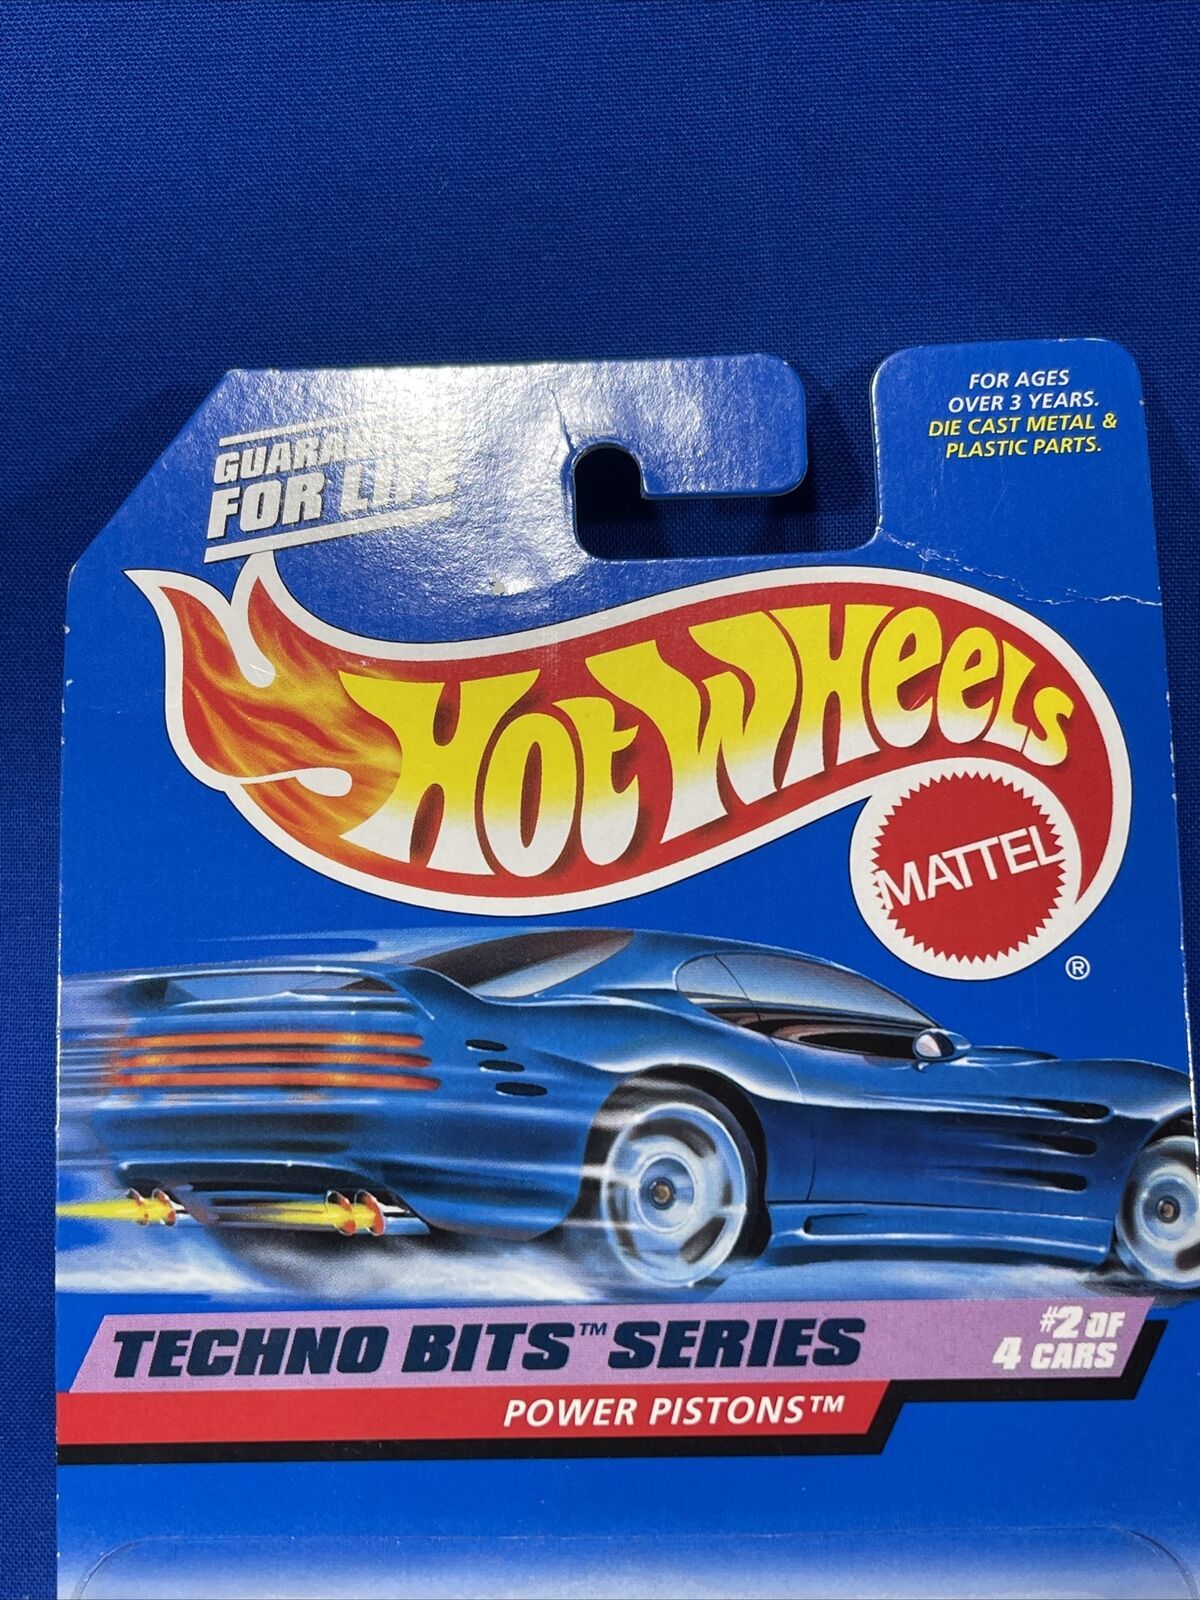 FOR AGES
OVER 3 YEARS.
DIE CAST METAL &
PLASTIC PARTS.
FOR LIFE
HOT WHEELS
MATTEL
®
TECHNO BITS™ SERIES
#2 OF
4 CARS
POWER PISTONS™